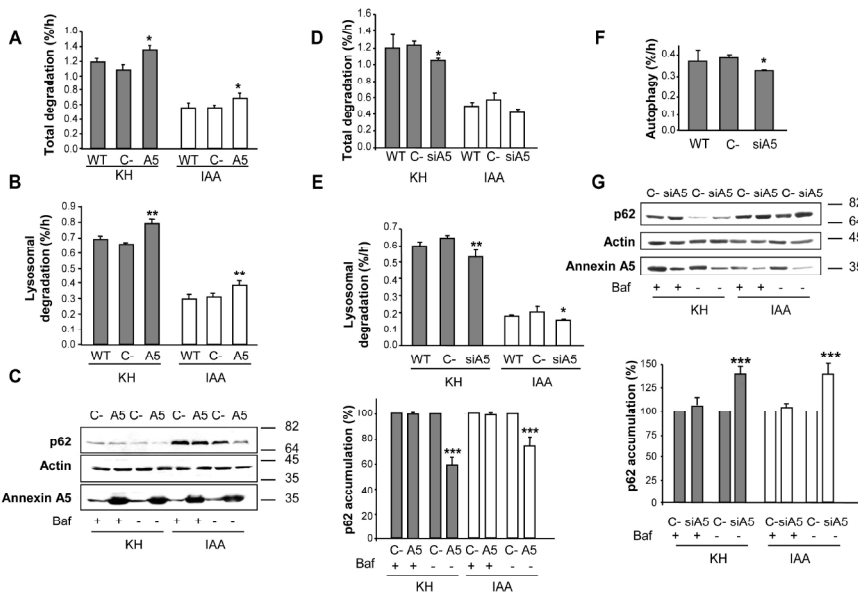 A
Total degradation (%/h)
1.6
1.4
1.2
1.0
0.8
0.6
0.4
0.2
0.0
*
*
WT C- A5 WT C- A5
KH IAA
B
Lysosomal
degradation (%/h)
0.9
0.8
0.7
0.6
0.5
0.4
0.3
0.2
0.0
**
**
WT C- A5 WT C- A5
KH IAA
C
C- A5 C- A5 C- A5 C- A5
p62
Actin
Annexin A5
82
64
45
35
35
Baf + + - - + + - -
KH IAA
D
Total degradation (%/h)
1.6
1.4
1.2
1.0
0.8
0.6
0.4
0.2
0.0
*
WT C- siA5 WT C- siA5
KH IAA
E
Lysosomal
degradation (%/h)
0.7
0.6
0.5
0.4
0.3
0.2
0.1
0.0
**
*
WT C- siA5 WT C- siA5
KH IAA
p62 accumulation (%)
100
80
60
40
20
0
***
***
C- A5 C- A5 C- A5 C- A5
Baf + + - - + + - -
KH IAA
F
Autophagy (%/h)
0.4
0.2
0.0
*
WT C- siA5
G
C- siA5 C- siA5 C- siA5 C- siA5
p62
Actin
Annexin A5
82
64
45
35
Baf + + - - + + - -
KH IAA
p62 accumulation (%)
150
125
100
75
50
25
0
***
***
C- siA5 C- siA5 C-siA5 C- siA5
Baf + + - - + + - -
KH IAA